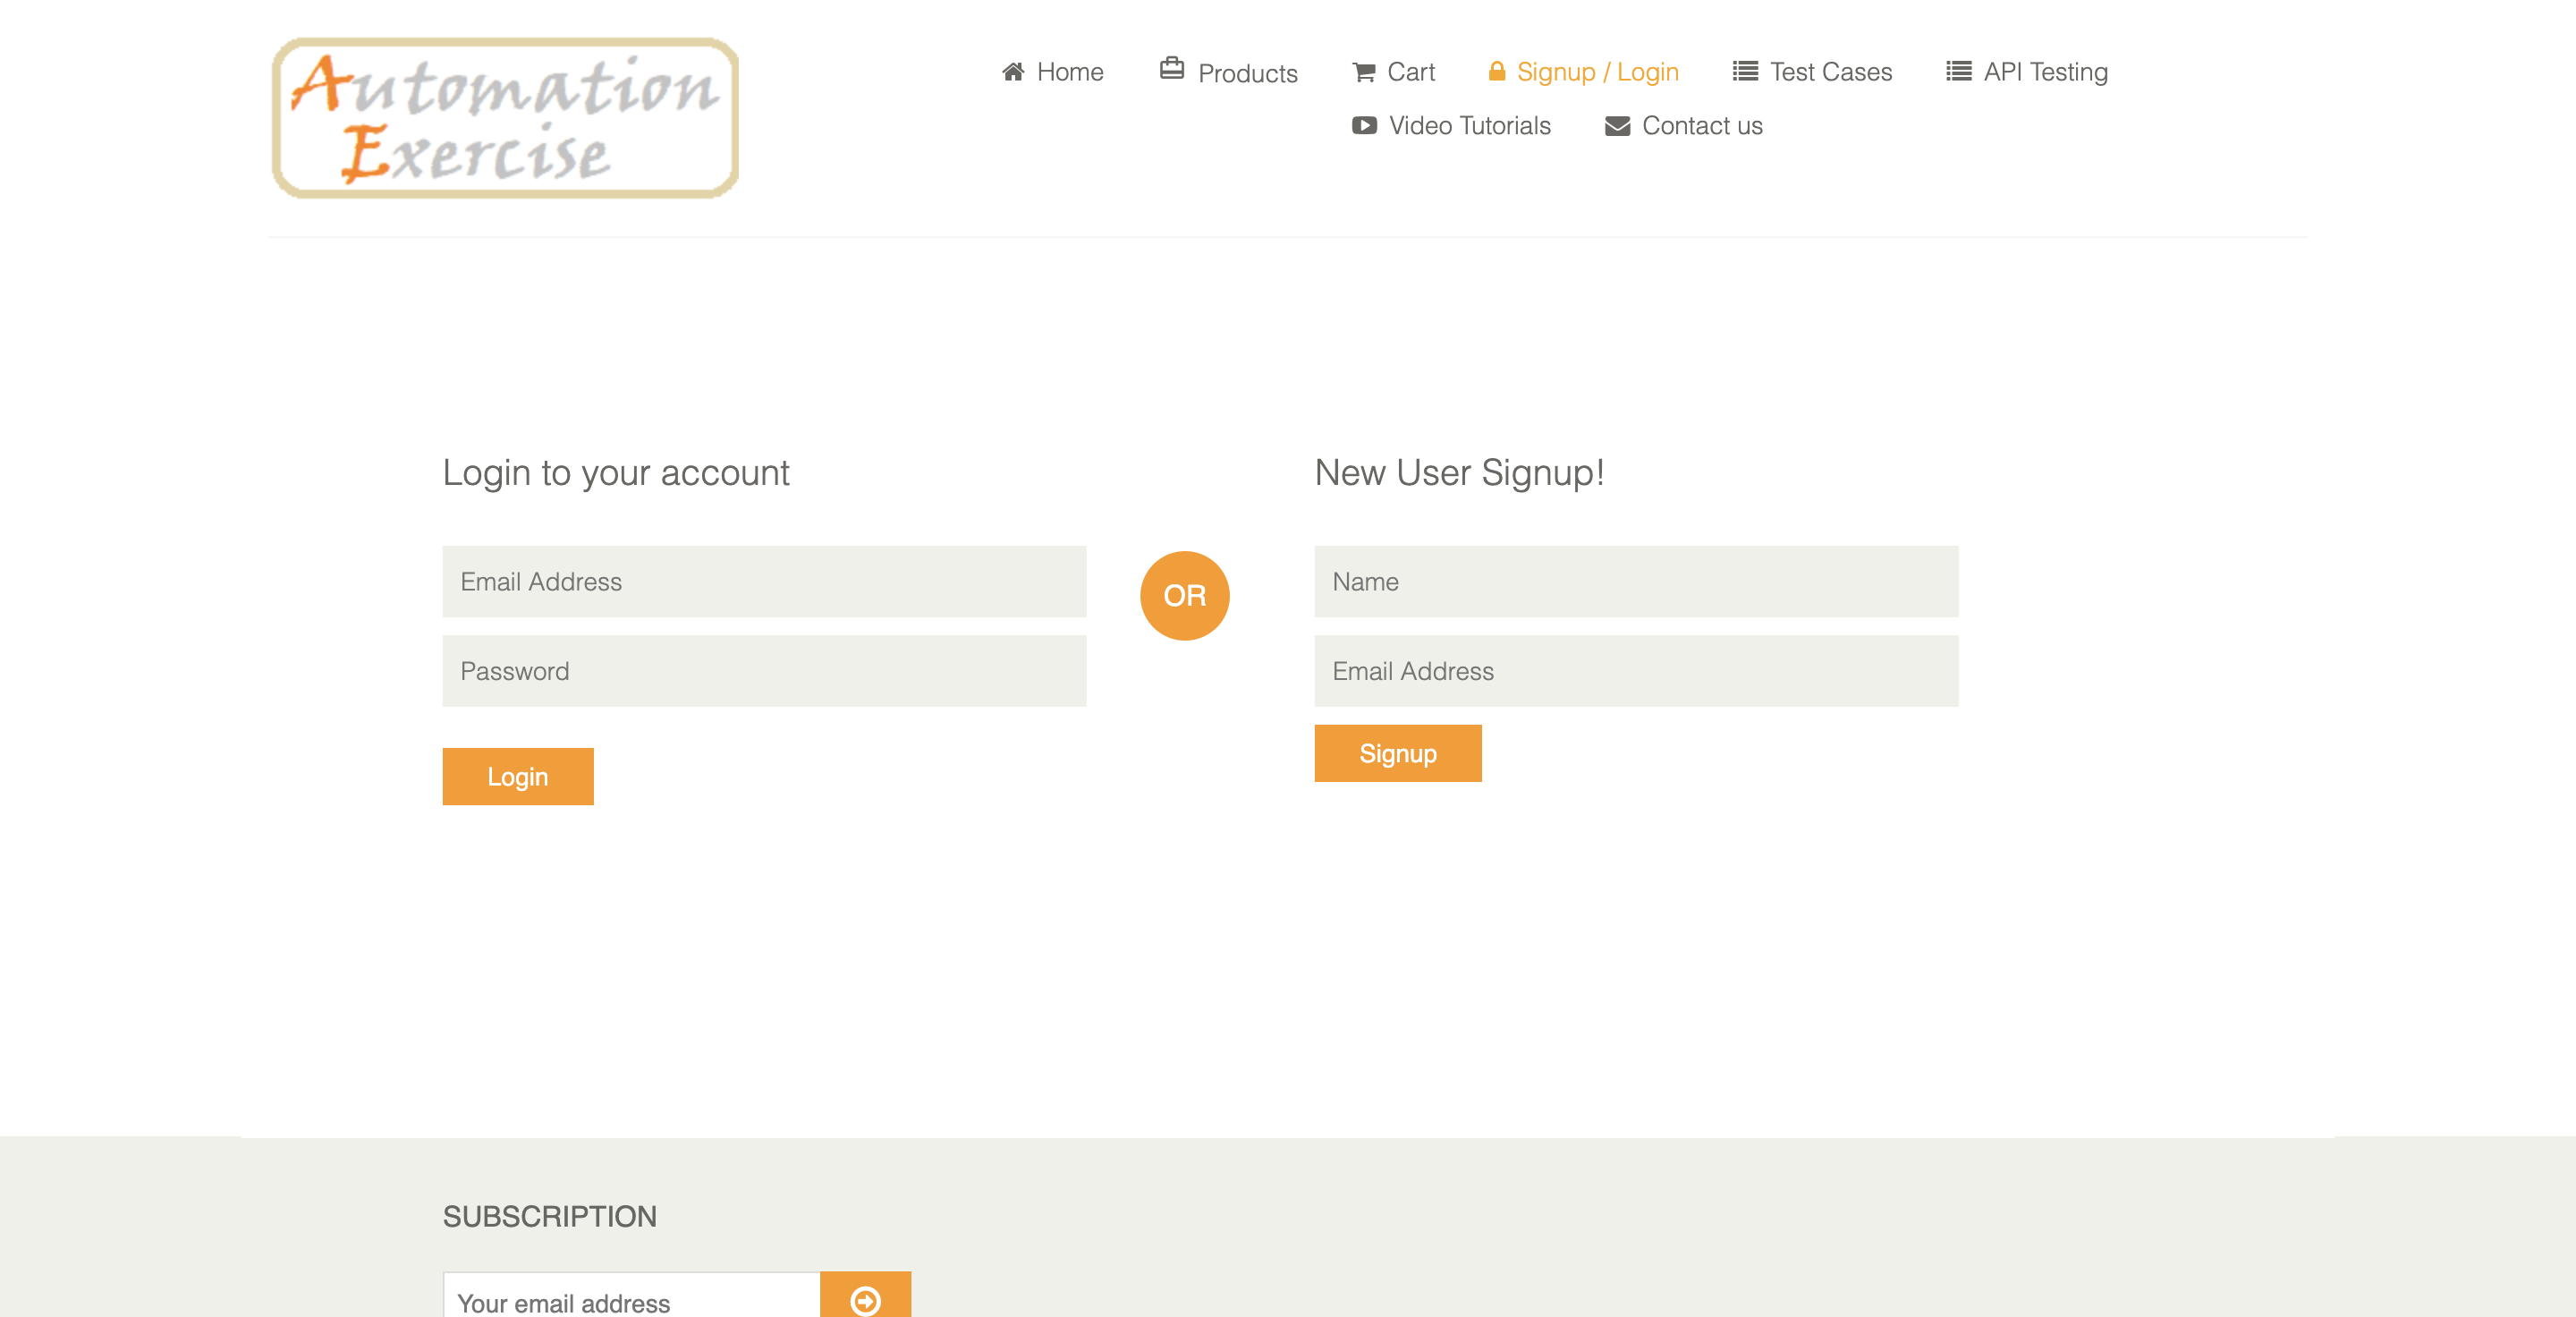 Automation
Exercise
Home Products Cart Signup / Login Test Cases API Testing
Video Tutorials Contact us
Login to your account
Email Address
Password
Login
OR
New User Signup!
Name
Email Address
Signup
SUBSCRIPTION
Your email address